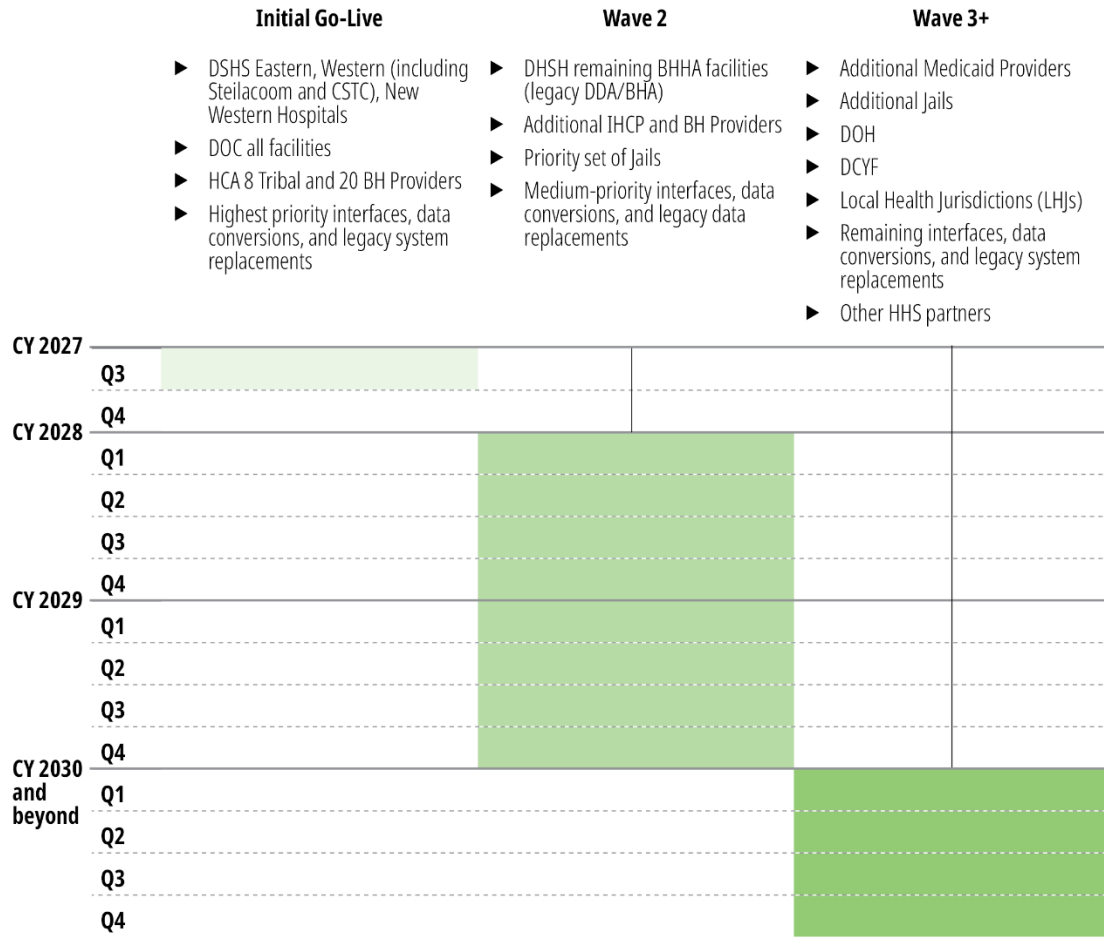 Initial Go-Live
► DSHS Eastern, Western (including
Steilacoom and CSTC), New
Western Hospitals
► DOC all facilities
► HCA 8 Tribal and 20 BH Providers
► Highest priority interfaces, data
conversions, and legacy system
replacements
Wave 2
► DHSH remaining BHHA facilities
(legacy DDA/BHA)
► Additional IHCP and BH Providers
► Priority set of Jails
► Medium-priority interfaces, data
conversions, and legacy data
replacements
Wave 3+
► Additional Medicaid Providers
► Additional Jails
► DOH
► DCYF
► Local Health Jurisdictions (LHJs)
► Remaining interfaces, data
conversions, and legacy system
replacements
► Other HHS partners
CY 2027
Q3
Q4
CY 2028
Q1
Q2
Q3
Q4
CY 2029
Q1
Q2
Q3
Q4
CY 2030
and
beyond
Q1
Q2
Q3
Q4